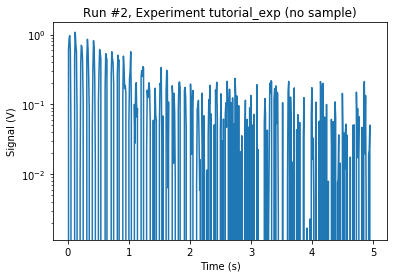 Run #2, Experiment tutorial_exp (no sample)
Signal (V)
10⁰
10⁻¹
10⁻²
0 1 2 3 4 5
Time (s)